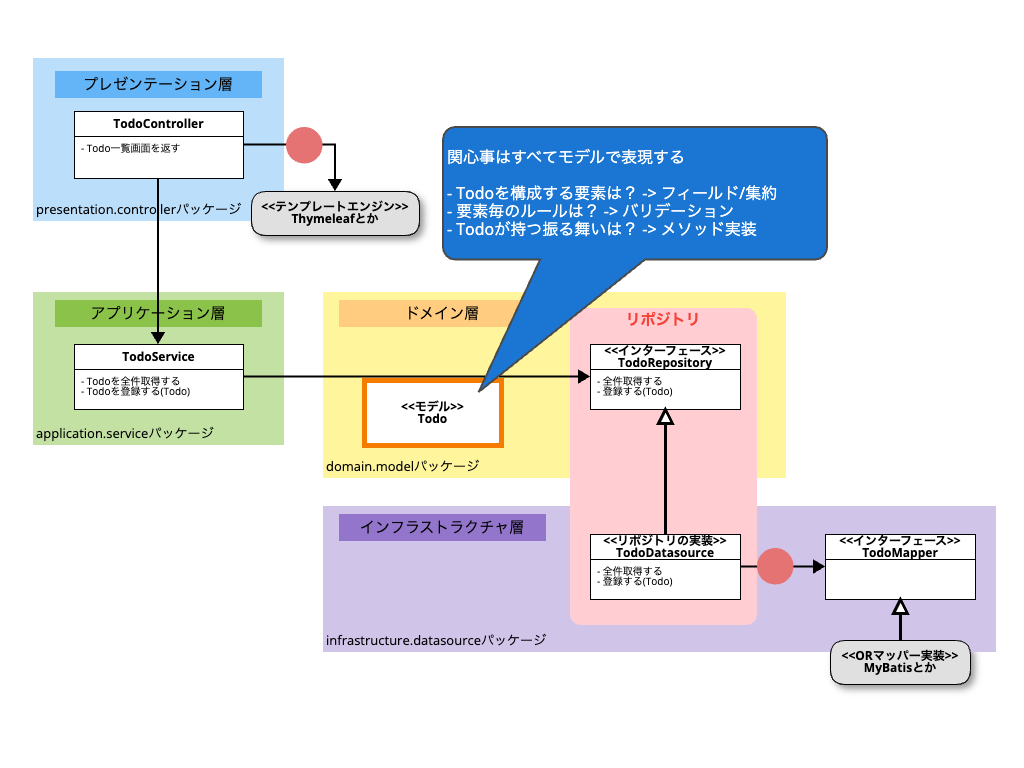 プレゼンテーション層
TodoController
- Todo一覧画面を返す
presentation.controllerパッケージ
<<テンプレートエンジン>>
Thymeleafとか
関心事はすべてモデルで表現する
- Todoを構成する要素は？ -> フィールド/集約
- 要素毎のルールは？ -> バリデーション
- Todoが持つ振る舞いは？ -> メソッド実装
アプリケーション層
TodoService
- Todoを全件取得する
- Todoを登録する(Todo)
application.serviceパッケージ
ドメイン層
<<モデル>>
Todo
domain.modelパッケージ
リポジトリ
<<インターフェース>>
TodoRepository
- 全件取得する
- 登録する(Todo)
インフラストラクチャ層
<<リポジトリの実装>>
TodoDatasource
- 全件取得する
- 登録する(Todo)
<<インターフェース>>
TodoMapper
infrastructure.datasourceパッケージ
<<ORマッパー実装>>
MyBatisとか